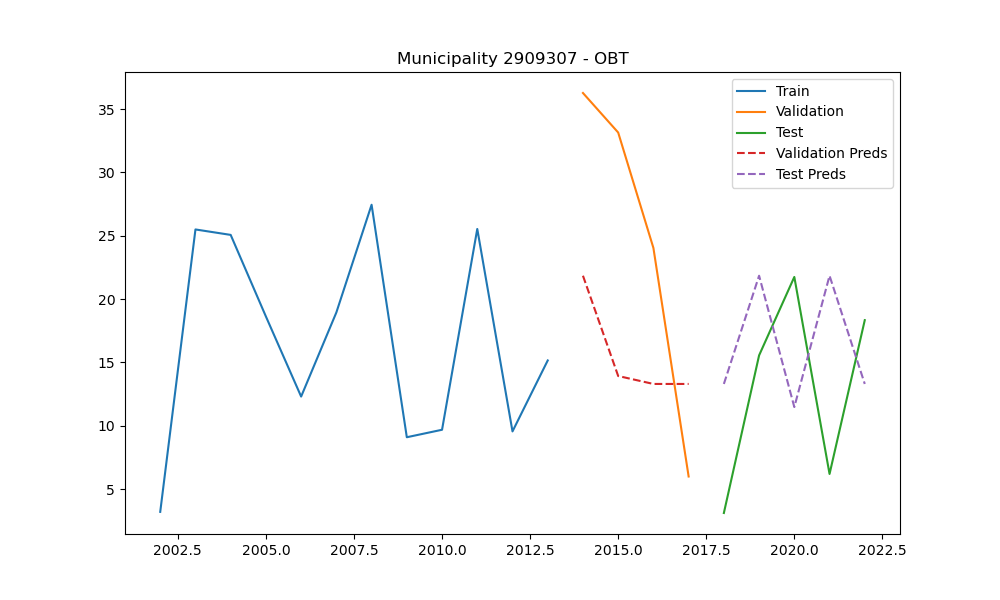 Municipality 2909307 - OBT
Train
Validation
Test
Validation Preds
Test Preds
35
30
25
20
15
10
5
2002.5 2005.0 2007.5 2010.0 2012.5 2015.0 2017.5 2020.0 2022.5